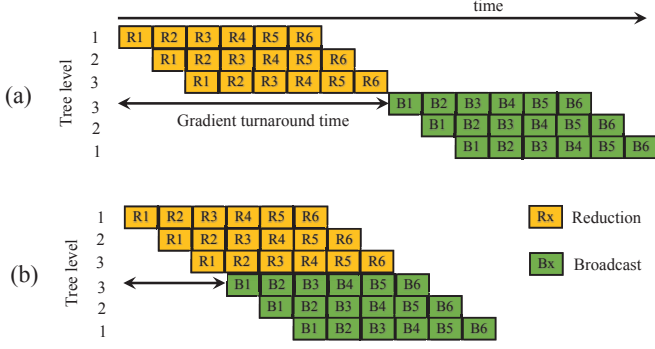 time
1 R1 R2 R3 R4 R5 R6
2 R1 R2 R3 R4 R5 R6
3 R1 R2 R3 R4 R5 R6
(a)
Tree level
3 B1 B2 B3 B4 B5 B6
Gradient turnaround time
2 B1 B2 B3 B4 B5 B6
1 B1 B2 B3 B4 B5 B6
1 R1 R2 R3 R4 R5 R6
Rx Reduction
2 R1 R2 R3 R4 R5 R6
3 R1 R2 R3 R4 R5 R6
(b)
Tree level
Bx Broadcast
3 B1 B2 B3 B4 B5 B6
2 B1 B2 B3 B4 B5 B6
1 B1 B2 B3 B4 B5 B6